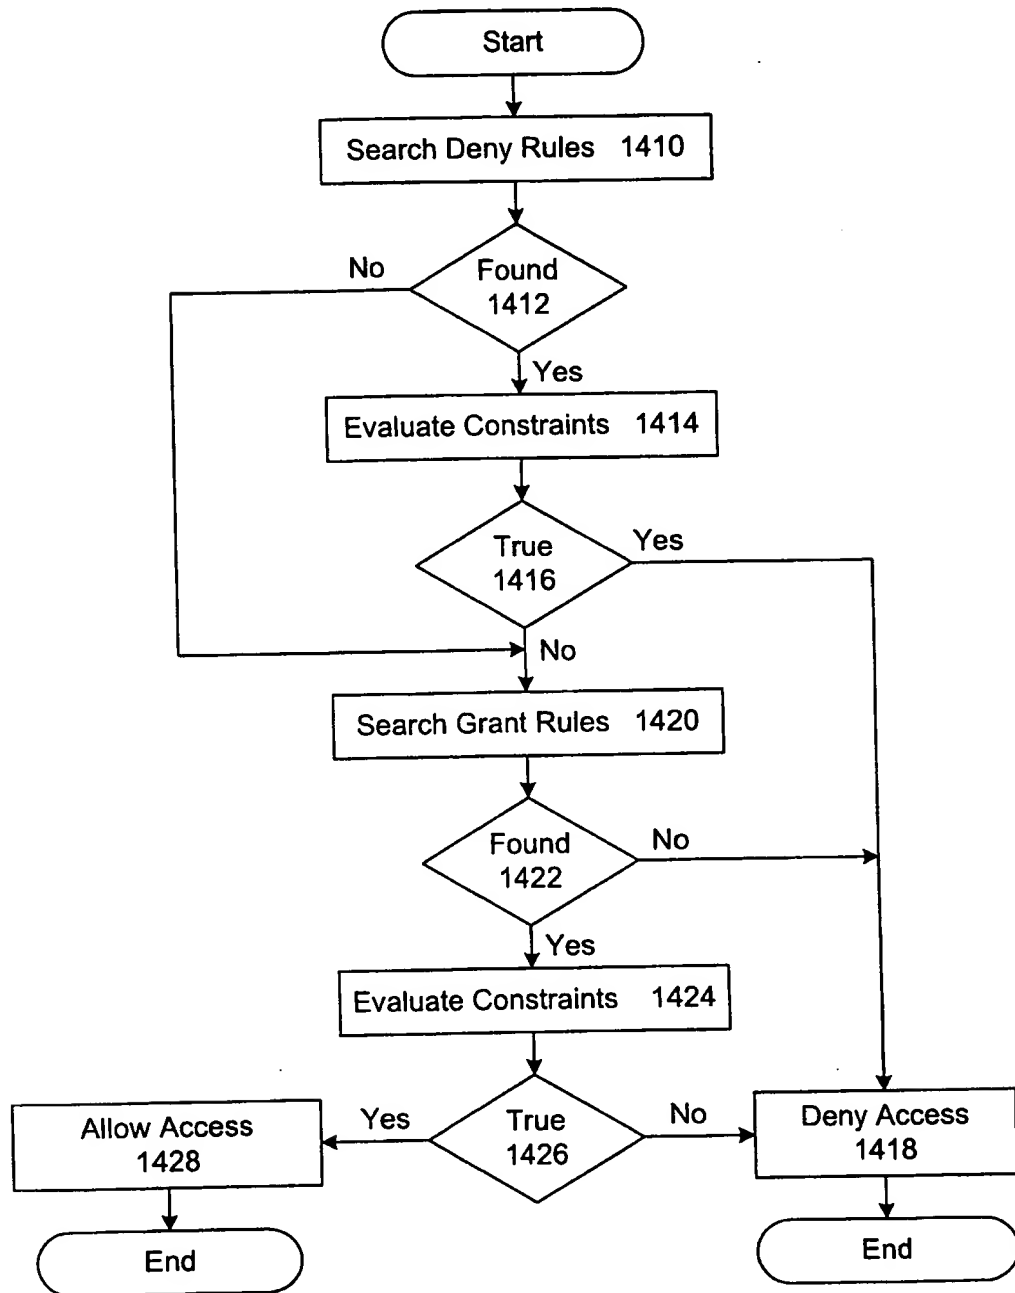 Start
Search Deny Rules 1410
No
Found
1412
Yes
Evaluate Constraints 1414
True
1416
Yes
No
Search Grant Rules 1420
Found
1422
No
Yes
Evaluate Constraints 1424
Allow Access
1428
Yes
True
1426
No
Deny Access
1418
End
End